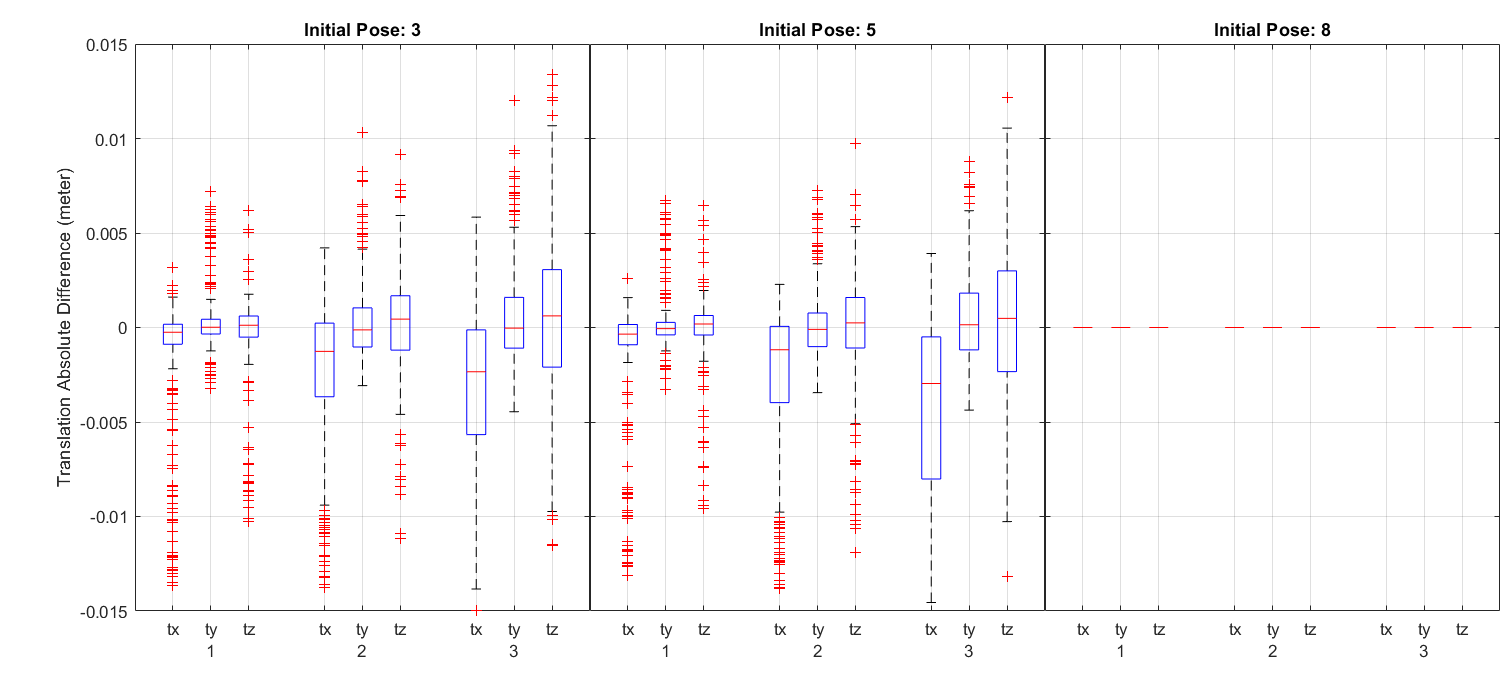 Initial Pose: 3 Initial Pose: 5 Initial Pose: 8
Translation Absolute Difference (meter)
0.015
0.01
0.005
0
-0.005
-0.01
-0.015
tx ty tz tx ty tz tx ty tz tx ty tz tx ty tz tx ty tz tx ty tz tx ty tz tx ty tz
1 2 3 1 2 3 1 2 3